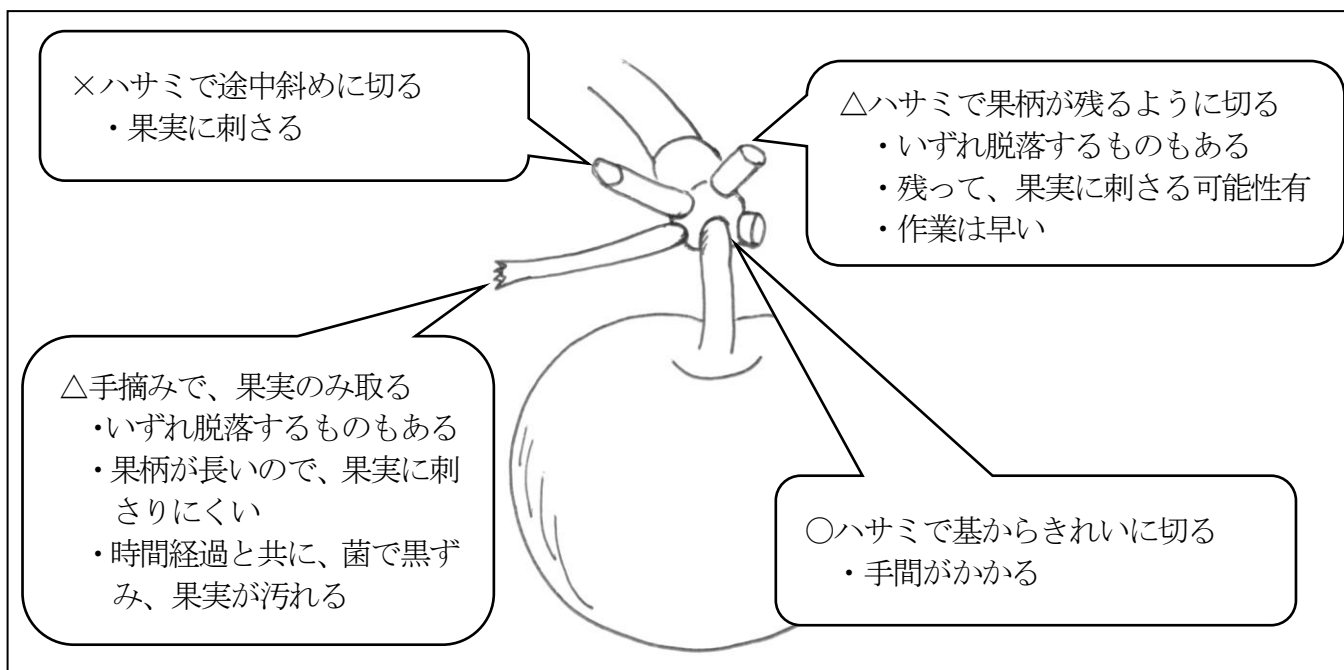 ×ハサミで途中斜めに切る
・果実に刺さる
△ハサミで果柄が残るように切る
・いずれ脱落するものもある
・残って、果実に刺さる可能性有
・作業は早い
△手摘みで、果実のみ取る
・いずれ脱落するものもある
・果柄が長いので、果実に刺
さりにくい
・時間経過と共に、菌で黒ず
み、果実が汚れる
○ハサミで基からきれいに切る
・手間がかかる